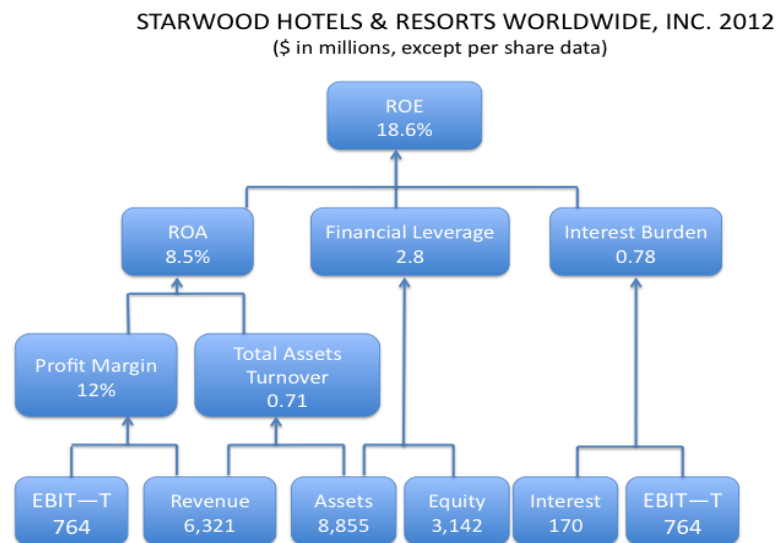 STARWOOD HOTELS & RESORTS WORLDWIDE, INC. 2012
($ in millions, except per share data)
ROE
18.6%
ROA
8.5%
Financial Leverage
2.8
Interest Burden
0.78
Profit Margin
12%
Total Assets
Turnover
0.71
EBIT—T
764
Revenue
6,321
Assets
8,855
Equity
3,142
Interest
170
EBIT—T
764